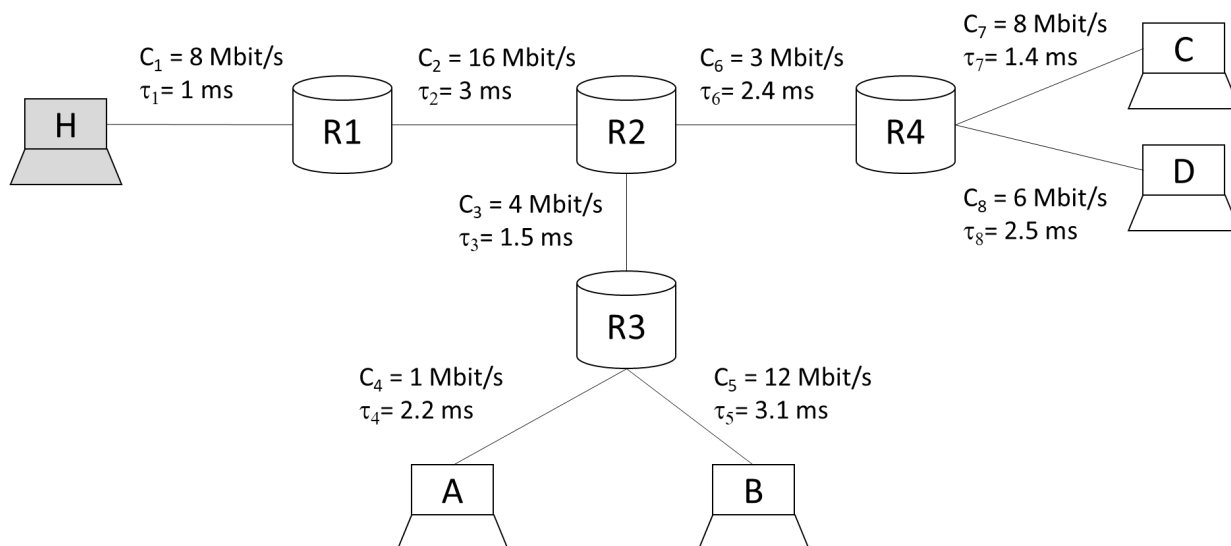 C₁ = 8 Mbit/s
τ₁= 1 ms
C₂ = 16 Mbit/s
τ₂= 3 ms
C₆ = 3 Mbit/s
τ₆= 2.4 ms
C₇ = 8 Mbit/s
τ₇= 1.4 ms
C
H
R1
R2
R4
D
C₃ = 4 Mbit/s
τ₃= 1.5 ms
C₈ = 6 Mbit/s
τ₈= 2.5 ms
R3
C₄ = 1 Mbit/s
τ₄= 2.2 ms
C₅ = 12 Mbit/s
τ₅= 3.1 ms
A
B